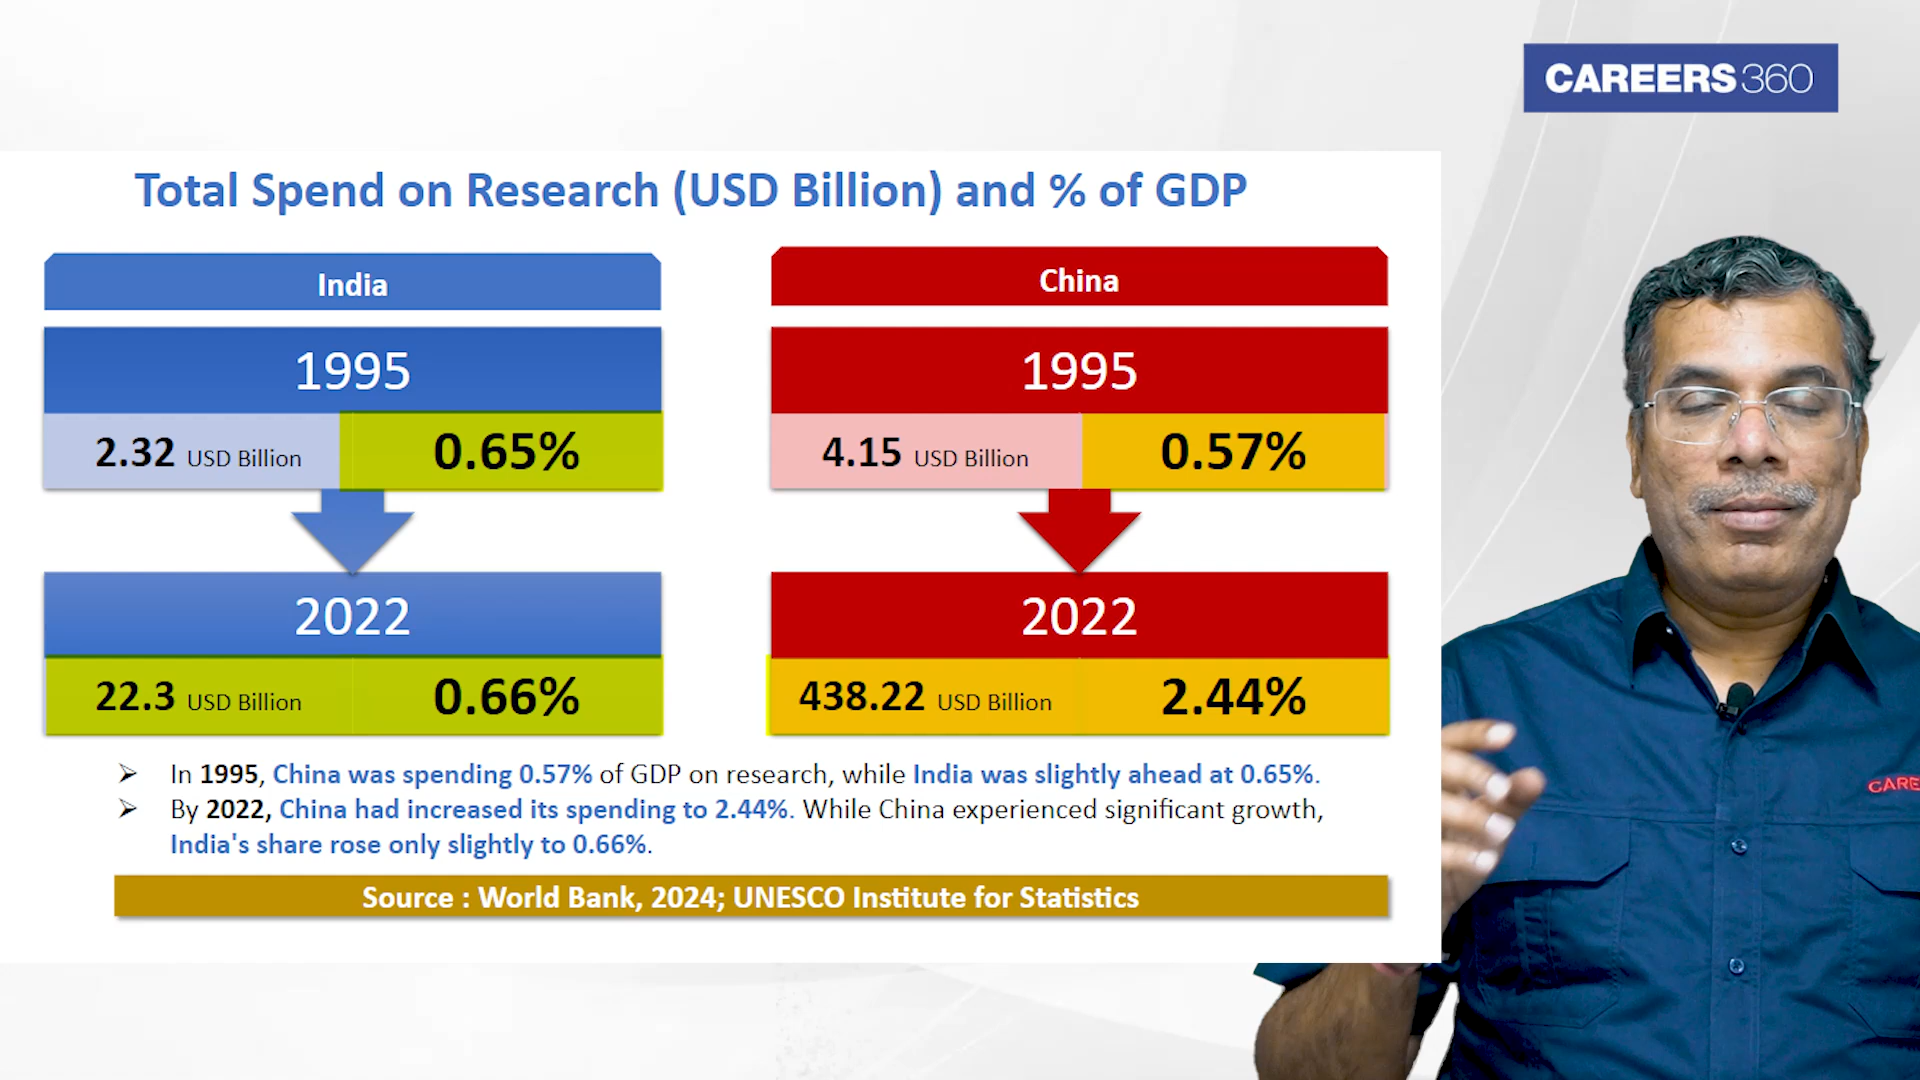 CAREERS360
Total Spend on Research (USD Billion) and % of GDP
India
1995
2.32 USD Billion 0.65%
2022
22.3 USD Billion 0.66%
China
1995
4.15 USD Billion 0.57%
2022
438.22 USD Billion 2.44%
➢ In 1995, China was spending 0.57% of GDP on research, while India was slightly ahead at 0.65%.
➢ By 2022, China had increased its spending to 2.44%. While China experienced significant growth,
India's share rose only slightly to 0.66%.
Source : World Bank, 2024; UNESCO Institute for Statistics
CARE